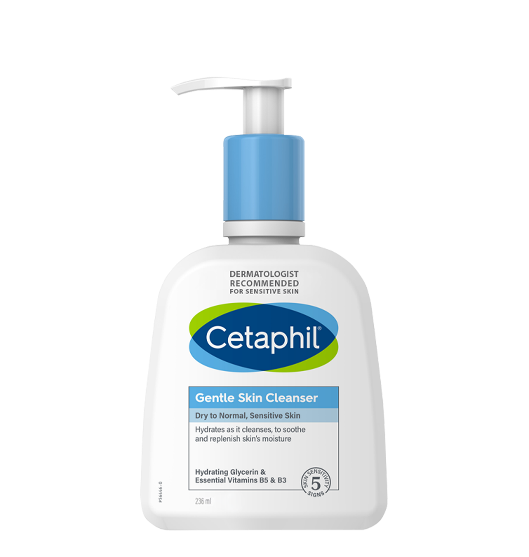 DERMATOLOGIST
RECOMMENDED
FOR SENSITIVE SKIN
Cetaphil®
Gentle Skin Cleanser
Dry to Normal, Sensitive Skin
Hydrates as it cleanses, to soothe
and replenish skin's moisture
Hydrating Glycerin &
Essential Vitamins B5 & B3
SKIN SENSITIVITY
5
SIGNS
236 ml